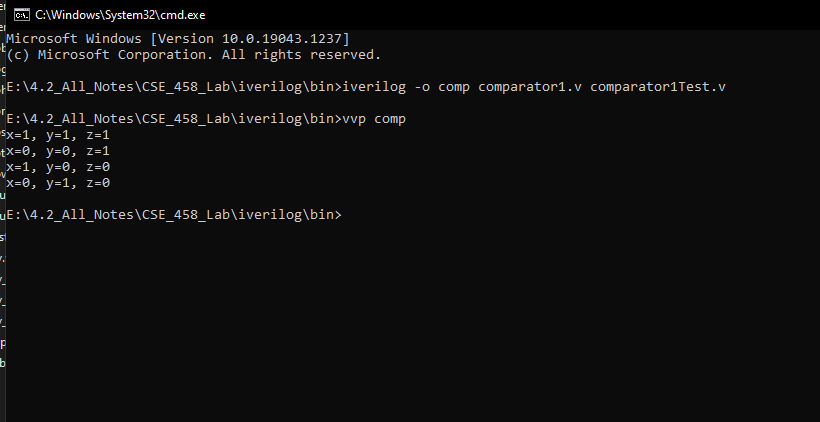 C:\Windows\System32\cmd.exe
Microsoft Windows [Version 10.0.19043.1237]
(c) Microsoft Corporation. All rights reserved.
E:\4.2_All_Notes\CSE_458_Lab\iverilog\bin>iverilog -o comp comparator1.v comparator1Test.v
E:\4.2_All_Notes\CSE_458_Lab\iverilog\bin>vvp comp
x=1, y=1, z=1
x=0, y=0, z=1
x=1, y=0, z=0
x=0, y=1, z=0
E:\4.2_All_Notes\CSE_458_Lab\iverilog\bin>